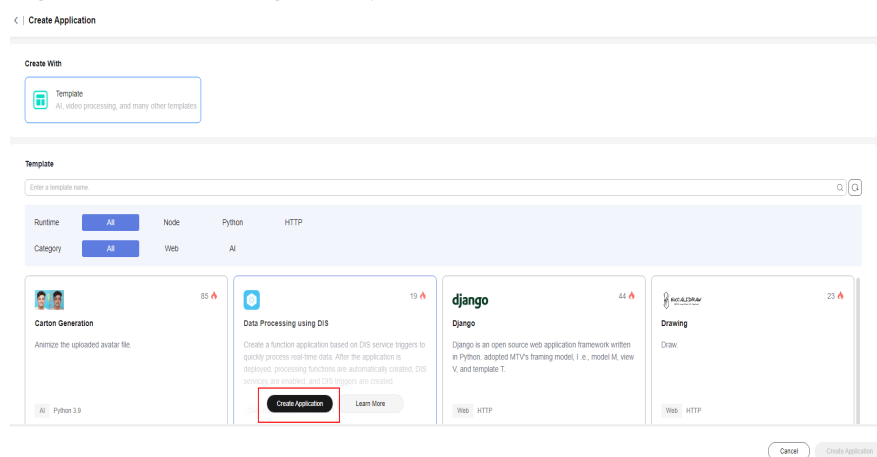 Create Application
Create With
Template
AI, video processing, and many other templates
Template
Enter a template name.
Runtime All Node Python HTTP
Category All Web AI
85
Carton Generation
Animize the uploaded avatar file.
AI Python 3.9
19
Data Processing using DIS
Create a function application based on DIS service triggers to
quickly process real-time data. After the application is
deployed, processing functions are automatically created, DIS
services are enabled, and DIS triggers are created.
Create Application Learn More
django 44
Django
Django is an open source web application framework written
in Python. adopted MTV's framing model, I .e., model M, view
V, and template T.
Web HTTP
EXCALIDRAW 23
Drawing
Draw.
Web HTTP
Cancel Create Application